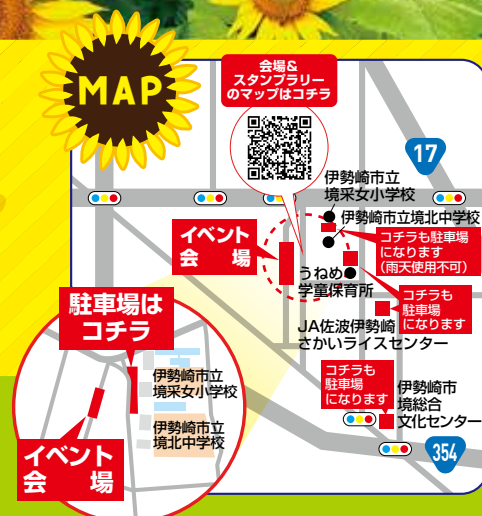 MAP
会場&
スタンプラリー
のマップはコチラ
17
伊勢崎市立
境采女小学校
伊勢崎市立境北中学校
イベント
会　場
コチラも駐車場
になります
(雨天使用不可)
うねめ
学童保育所
コチラも
駐車場
になります
JA佐波伊勢崎
さかいライスセンター
コチラも
駐車場
になります
伊勢崎市
境総合
文化センター
354
駐車場は
コチラ
伊勢崎市立
境采女小学校
伊勢崎市立
境北中学校
イベント
会　場